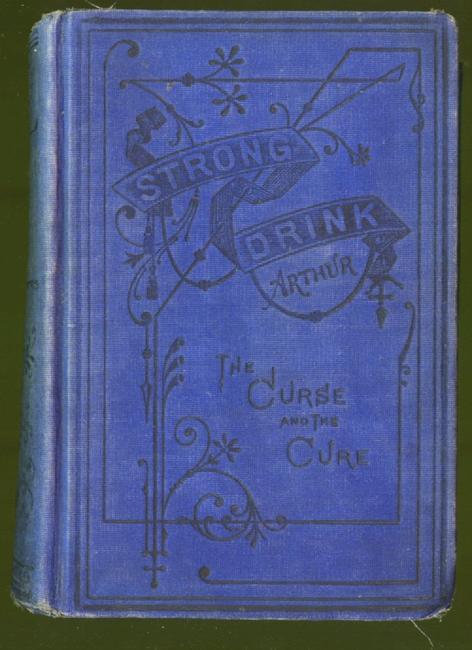 STRONG
DRINK
ARTHUR
THE
CURSE
AND THE
CURE